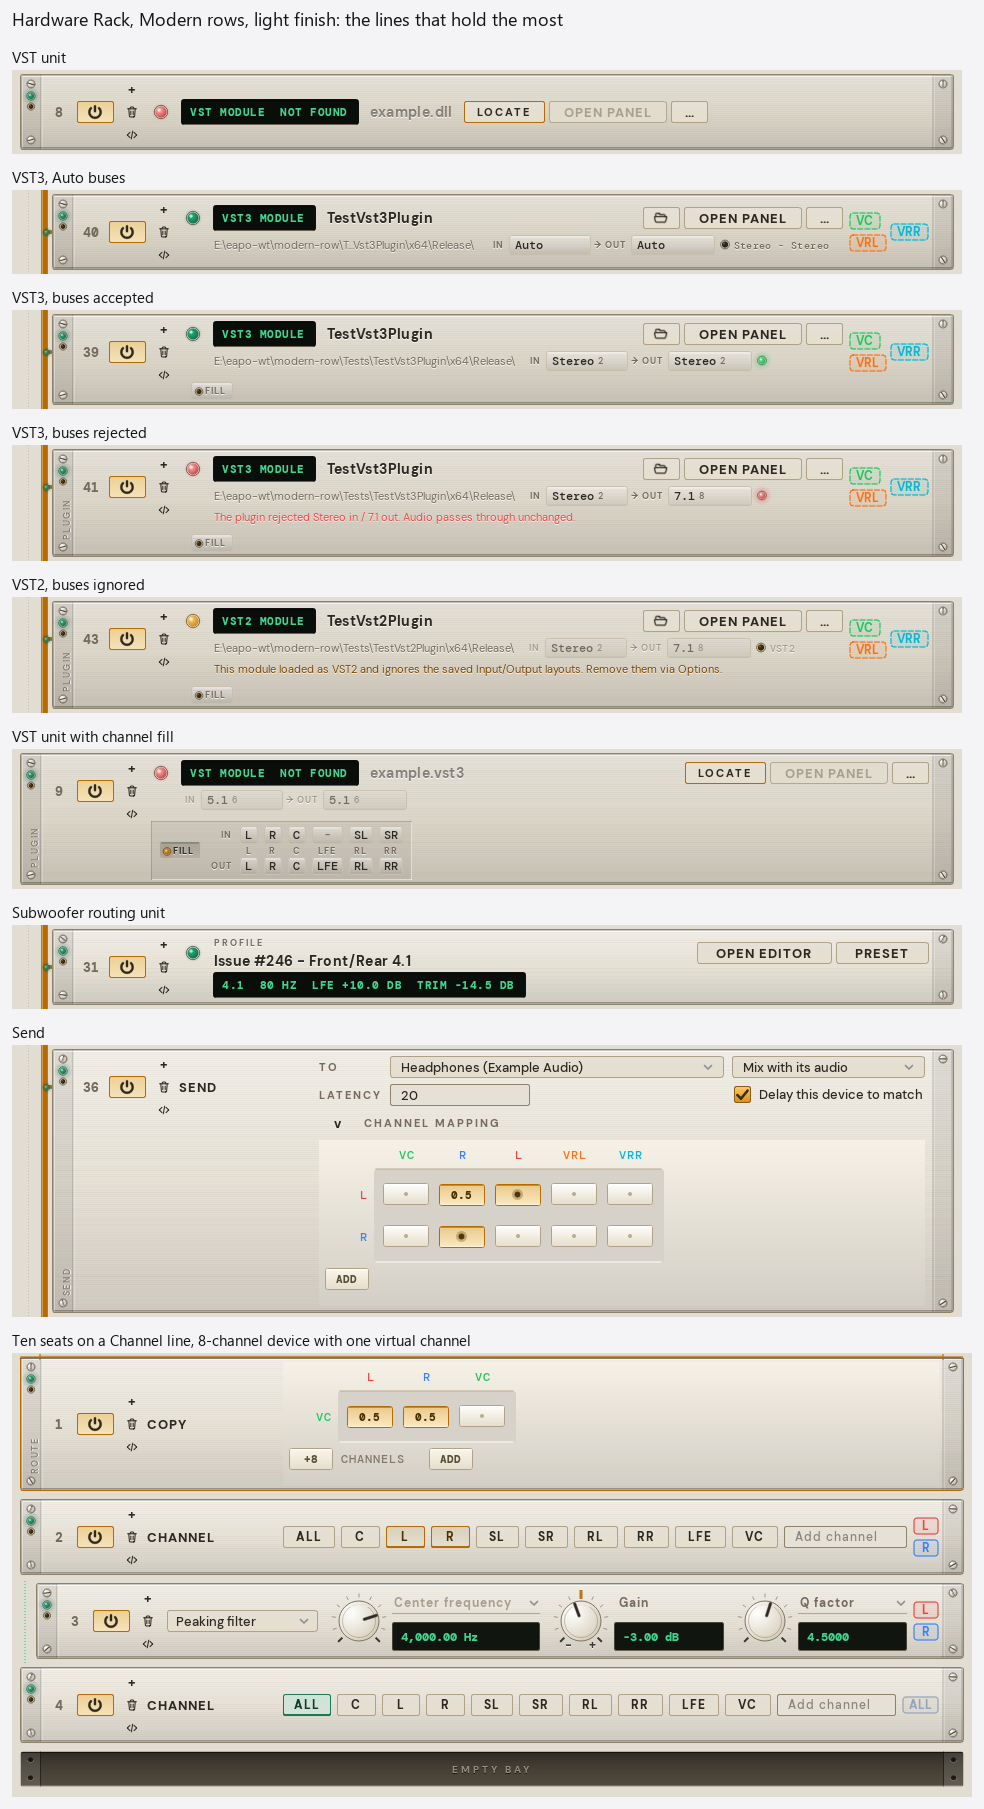 Hardware Rack, Modern rows, light finish: the lines that hold the most
VST unit
8 VST MODULE NOT FOUND example.dll LOCATE OPEN PANEL ...
VST3, Auto buses
40 VST3 MODULE TestVst3Plugin OPEN PANEL ... VC VRL VRR
E:\eapo-wt\modern-row\T...Vst3Plugin\x64\Release\ IN Auto → OUT Auto Stereo - Stereo
VST3, buses accepted
39 VST3 MODULE TestVst3Plugin OPEN PANEL ... VC VRL VRR
E:\eapo-wt\modern-row\Tests\TestVst3Plugin\x64\Release\ IN Stereo 2 → OUT Stereo 2
FILL
VST3, buses rejected
41 VST3 MODULE TestVst3Plugin OPEN PANEL ... VC VRL VRR
E:\eapo-wt\modern-row\Tests\TestVst3Plugin\x64\Release\ IN Stereo 2 → OUT 7.1 8
The plugin rejected Stereo in / 7.1 out. Audio passes through unchanged.
PLUGIN
FILL
VST2, buses ignored
43 VST2 MODULE TestVst2Plugin OPEN PANEL ... VC VRL VRR
E:\eapo-wt\modern-row\Tests\TestVst2Plugin\x64\Release\ IN Stereo 2 → OUT 7.1 8 VST2
This module loaded as VST2 and ignores the saved Input/Output layouts. Remove them via Options.
PLUGIN
FILL
VST unit with channel fill
9 VST MODULE NOT FOUND example.vst3 LOCATE OPEN PANEL ...
IN 5.1 6 → OUT 5.1 6
PLUGIN
IN L R C – SL SR
FILL L R C LFE RL RR
OUT L R C LFE RL RR
Subwoofer routing unit
PROFILE
31 Issue #246 - Front/Rear 4.1 OPEN EDITOR PRESET
4.1 80 HZ LFE +10.0 DB TRIM -14.5 DB
Send
36 SEND TO Headphones (Example Audio) Mix with its audio
LATENCY 20 Delay this device to match
v CHANNEL MAPPING
VC R L VRL VRR
L 0.5
R
ADD
SEND
Ten seats on a Channel line, 8-channel device with one virtual channel
L R VC
1 COPY VC 0.5 0.5
+8 CHANNELS ADD
ROUTE
2 CHANNEL ALL C L R SL SR RL RR LFE VC Add channel L R
3 Peaking filter Center frequency Gain Q factor L R
4,000.00 Hz - + -3.00 dB 4.5000
4 CHANNEL ALL C L R SL SR RL RR LFE VC Add channel ALL
EMPTY BAY